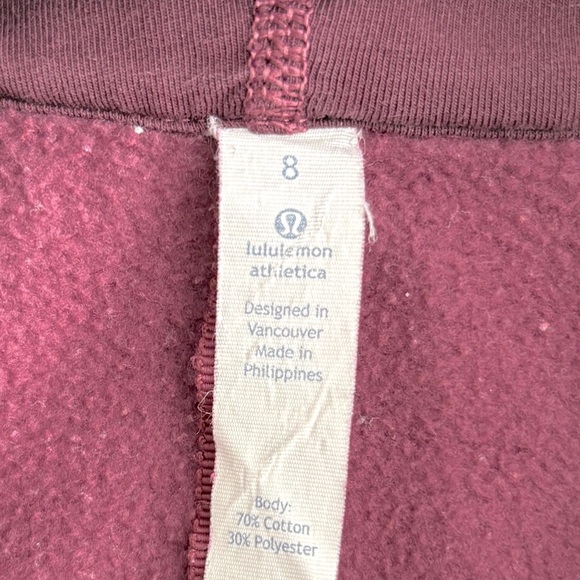 8
lululemon
athletica
Designed in
Vancouver
Made in
Philippines
Body:
70% Cotton
30% Polyester